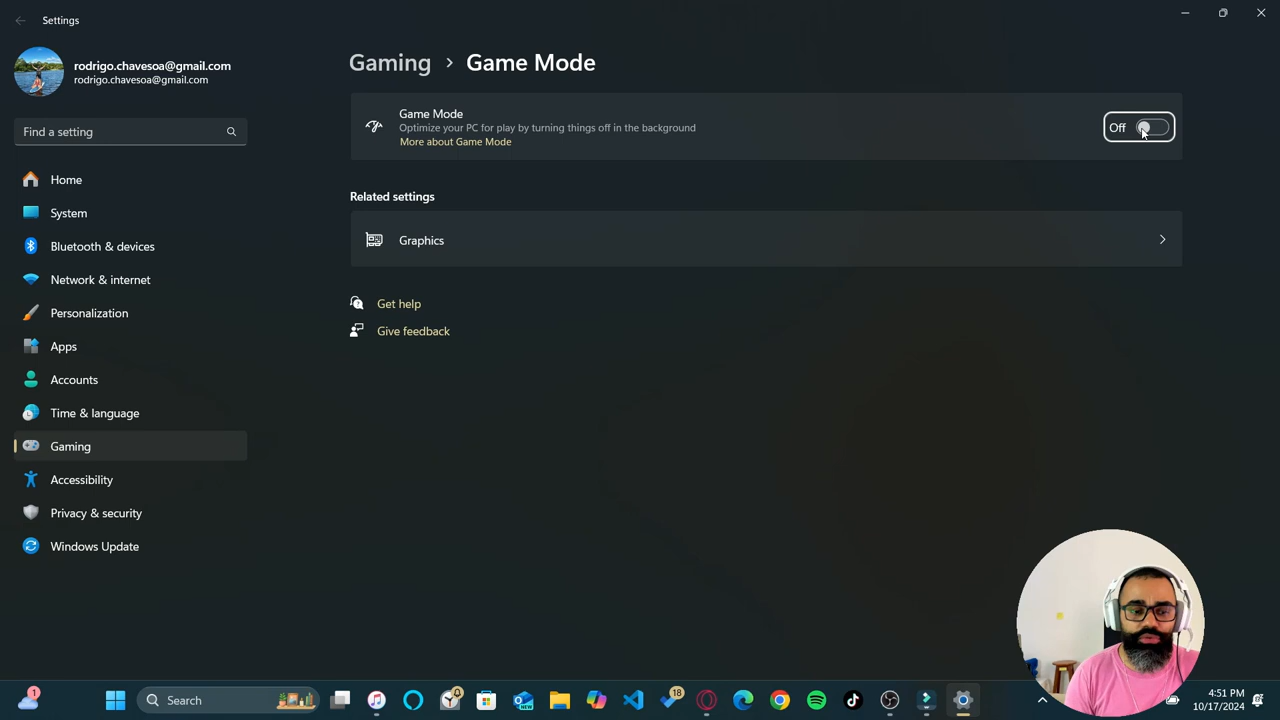 Settings
rodrigo.chavesoa@gmail.com
rodrigo.chavesoa@gmail.com
Find a setting
Home
System
Bluetooth & devices
Network & internet
Personalization
Apps
Accounts
Time & language
Gaming
Accessibility
Privacy & security
Windows Update
Gaming > Game Mode
Game Mode
Optimize your PC for play by turning things off in the background
More about Game Mode
Off
Related settings
Graphics
Get help
Give feedback
1
Search
18
4:51 PM
10/17/2024